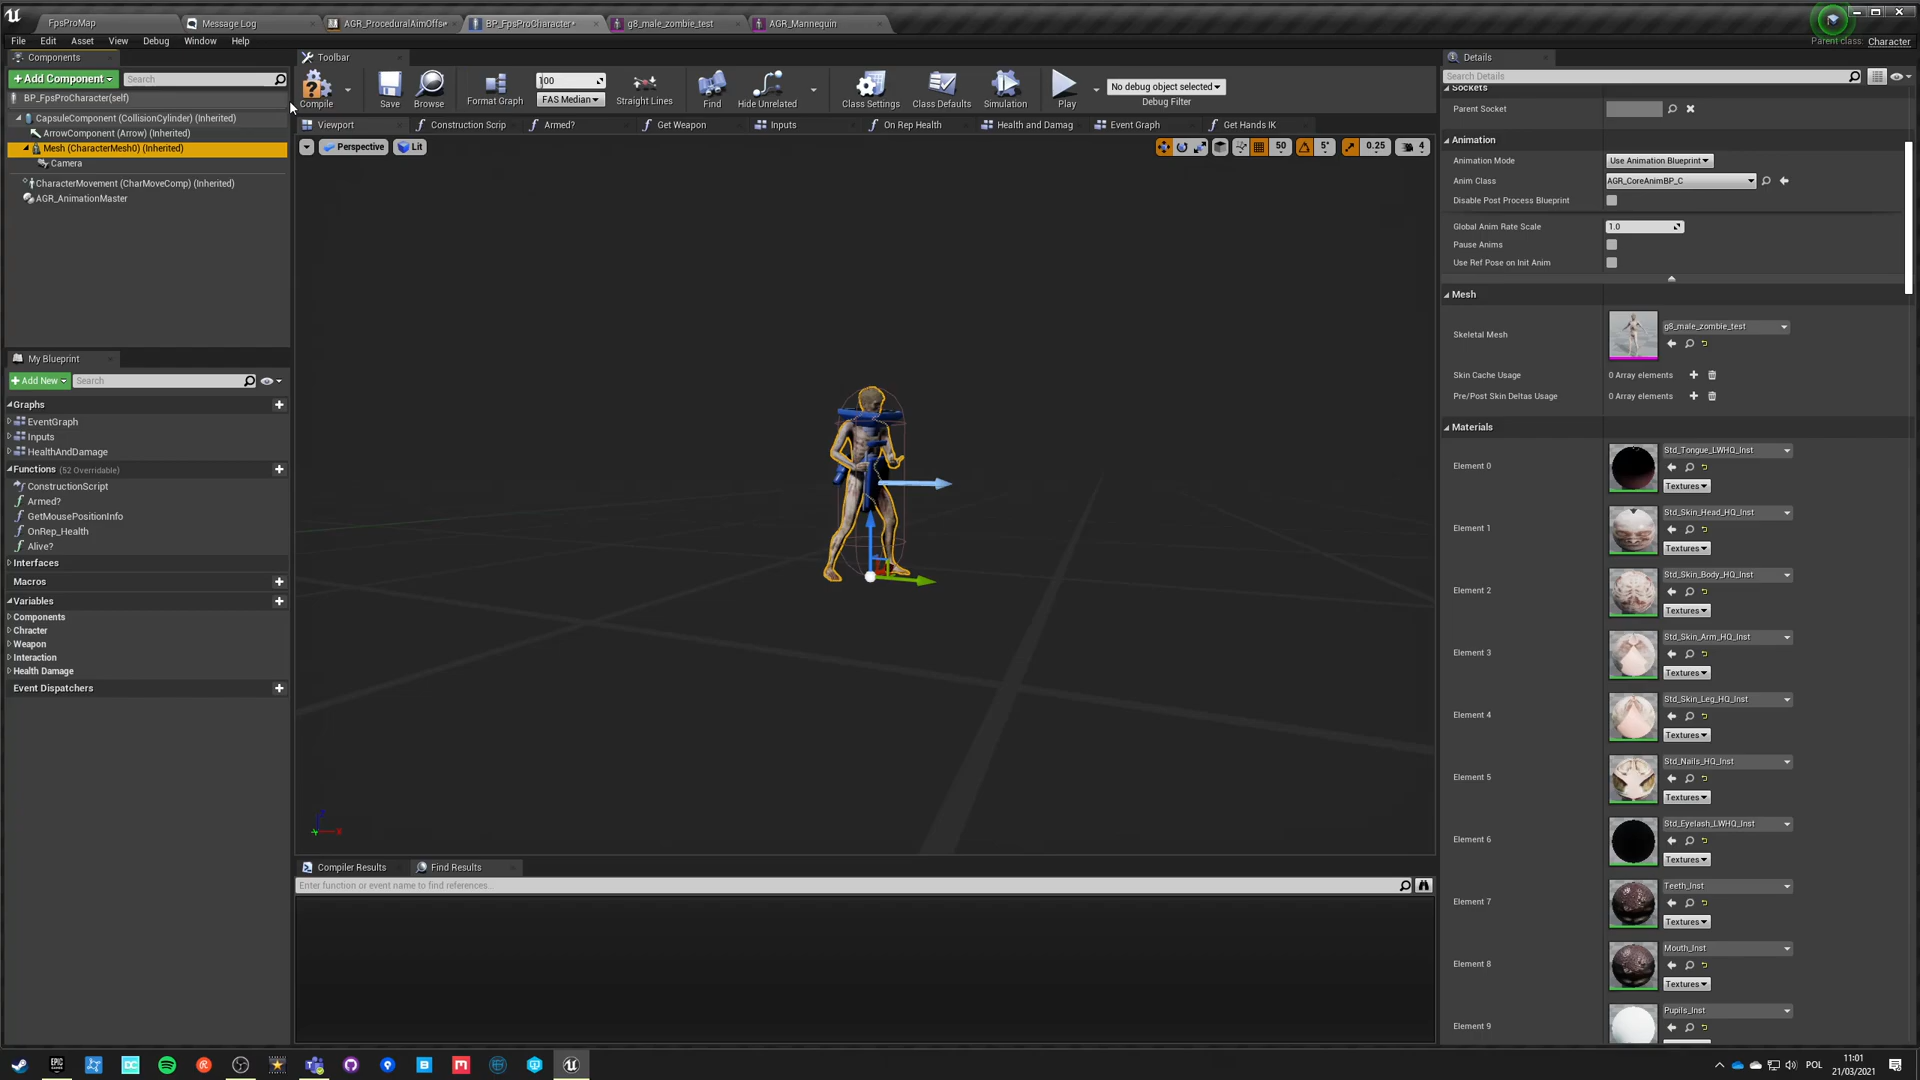 FpsProMap
Message Log
AGR_ProceduralAimOffse
BP_FpsProCharacter*
g8_male_zombie_test
AGR_Mannequin
File Edit Asset View Debug Window Help
Parent class: Character
Components
+Add Component
Search
BP_FpsProCharacter(self)
CapsuleComponent (CollisionCylinder) (Inherited)
ArrowComponent (Arrow) (Inherited)
Mesh (CharacterMesh0) (Inherited)
Camera
CharacterMovement (CharMoveComp) (Inherited)
AGR_AnimationMaster
My Blueprint
+Add New
Search
Graphs
EventGraph
Inputs
HealthAndDamage
Functions (52 Overridable)
ConstructionScript
Armed?
GetMousePositionInfo
OnRep_Health
Alive?
Interfaces
Macros
Variables
Components
Chracter
Weapon
Interaction
Health Damage
Event Dispatchers
Toolbar
Compile
Save
Browse
Format Graph
100
FAS Median
Straight Lines
Find
Hide Unrelated
Class Settings
Class Defaults
Simulation
Play
No debug object selected
Debug Filter
Viewport
Construction Scrip
Armed?
Get Weapon
Inputs
On Rep Health
Health and Damag
Event Graph
Get Hands IK
Perspective
Lit
50
5°
0.25
4
X
Compiler Results
Find Results
Enter function or event name to find references...
Details
Search Details
Sockets
Parent Socket
Animation
Animation Mode
Use Animation Blueprint
Anim Class
AGR_CoreAnimBP_C
Disable Post Process Blueprint
Global Anim Rate Scale
1.0
Pause Anims
Use Ref Pose on Init Anim
Mesh
Skeletal Mesh
g8_male_zombie_test
Skin Cache Usage
0 Array elements
Pre/Post Skin Deltas Usage
0 Array elements
Materials
Element 0
Std_Tongue_LWHQ_Inst
Textures
Element 1
Std_Skin_Head_HQ_Inst
Textures
Element 2
Std_Skin_Body_HQ_Inst
Textures
Element 3
Std_Skin_Arm_HQ_Inst
Textures
Element 4
Std_Skin_Leg_HQ_Inst
Textures
Element 5
Std_Nails_HQ_Inst
Textures
Element 6
Std_Eyelash_LWHQ_Inst
Textures
Element 7
Teeth_Inst
Textures
Element 8
Mouth_Inst
Textures
Element 9
Pupils_Inst
POL
11:01
21/03/2021